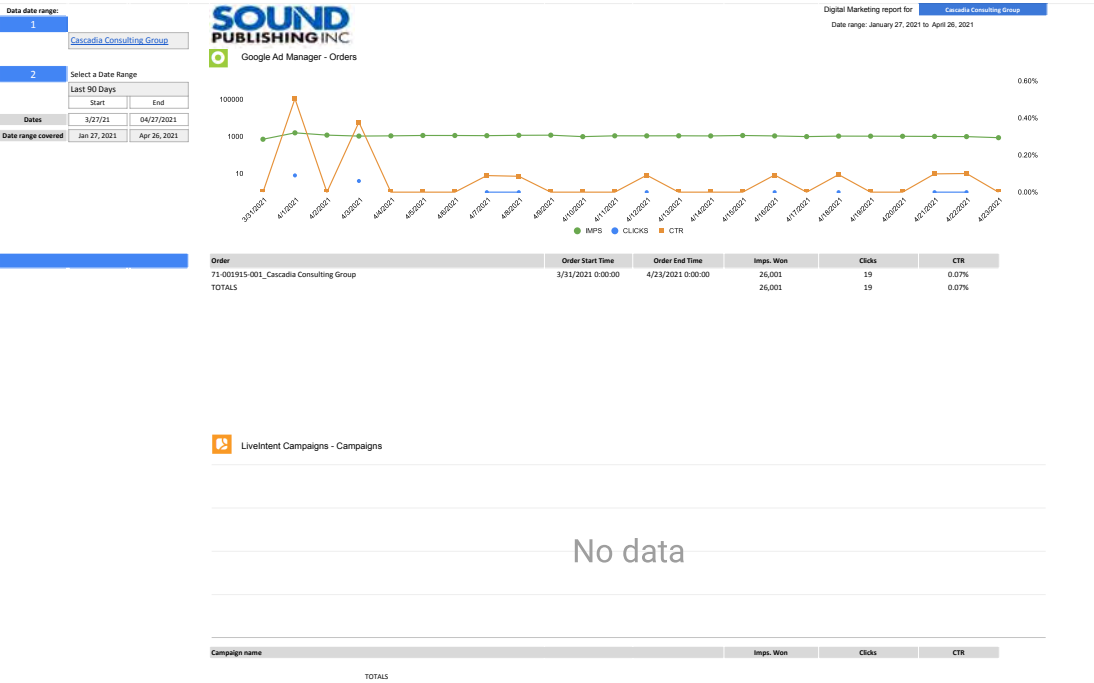 Data date range:
1
Cascadia Consulting Group
2
Select a Date Range
Last 90 Days
Start End
Dates 3/27/21 04/27/2021
Date range covered Jan 27, 2021 Apr 26, 2021
SOUND
PUBLISHING INC
Digital Marketing report for Cascadia Consulting Group
Date range: January 27, 2021 to April 26, 2021
Google Ad Manager - Orders
0.60%
100000
0.40%
1000
0.20%
10
0.00%
3/31/2021 4/1/2021 4/2/2021 4/3/2021 4/4/2021 4/5/2021 4/6/2021 4/7/2021 4/8/2021 4/9/2021 4/10/2021 4/11/2021 4/12/2021 4/13/2021 4/14/2021 4/15/2021 4/16/2021 4/17/2021 4/18/2021 4/19/2021 4/20/2021 4/21/2021 4/22/2021 4/23/2021
IMPS CLICKS CTR
Order Order Start Time Order End Time Imps. Won Clicks CTR
71-001915-001_Cascadia Consulting Group 3/31/2021 0:00:00 4/23/2021 0:00:00 26,001 19 0.07%
TOTALS 26,001 19 0.07%
LiveIntent Campaigns - Campaigns
No data
Campaign name Imps. Won Clicks CTR
TOTALS